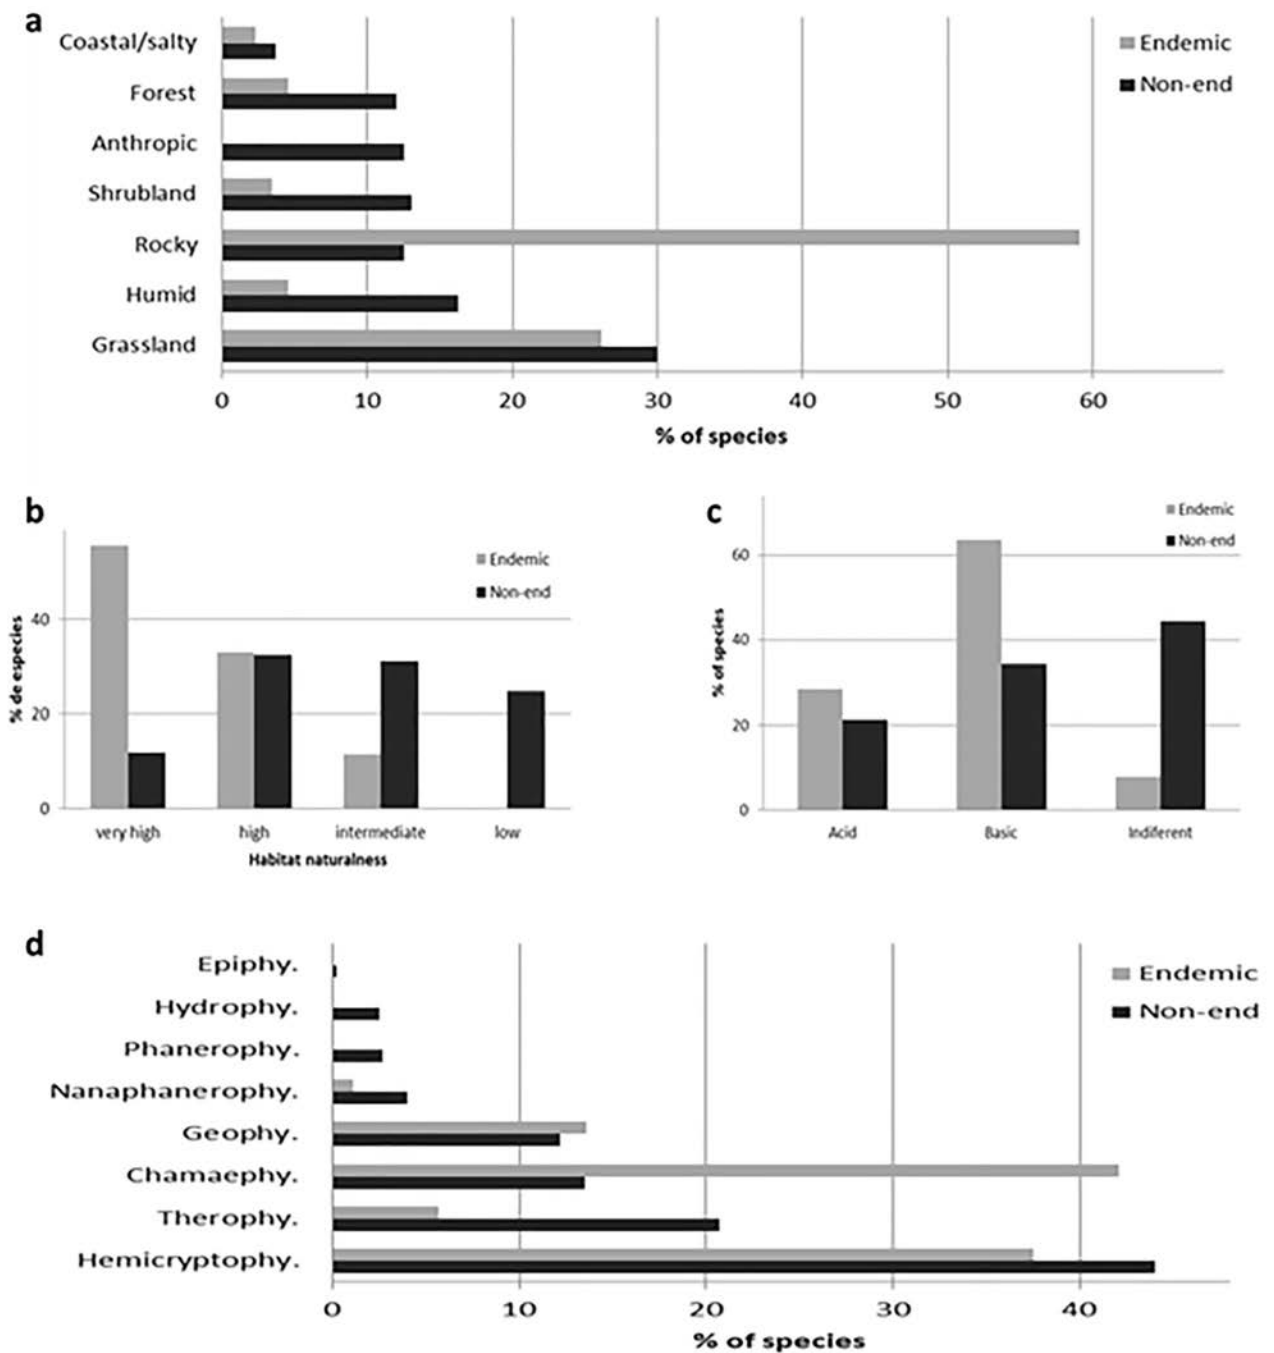 a
Coastal/salty
Forest
Anthropic
Shrubland
Rocky
Humid
Grassland
Endemic
Non-end
0 10 20 30 40 50 60
% of species
b
% de especies
40
20
0
Endemic
Non-end
very high high intermediate low
Habitat naturalness
c
% of species
60
40
20
0
Endemic
Non-end
Acid Basic Indiferent
d
Epiphy.
Hydrophy.
Phanerophy.
Nanaphanerophy.
Geophy.
Chamaephy.
Therophy.
Hemicryptophy.
Endemic
Non-end
0 10 20 30 40
% of species